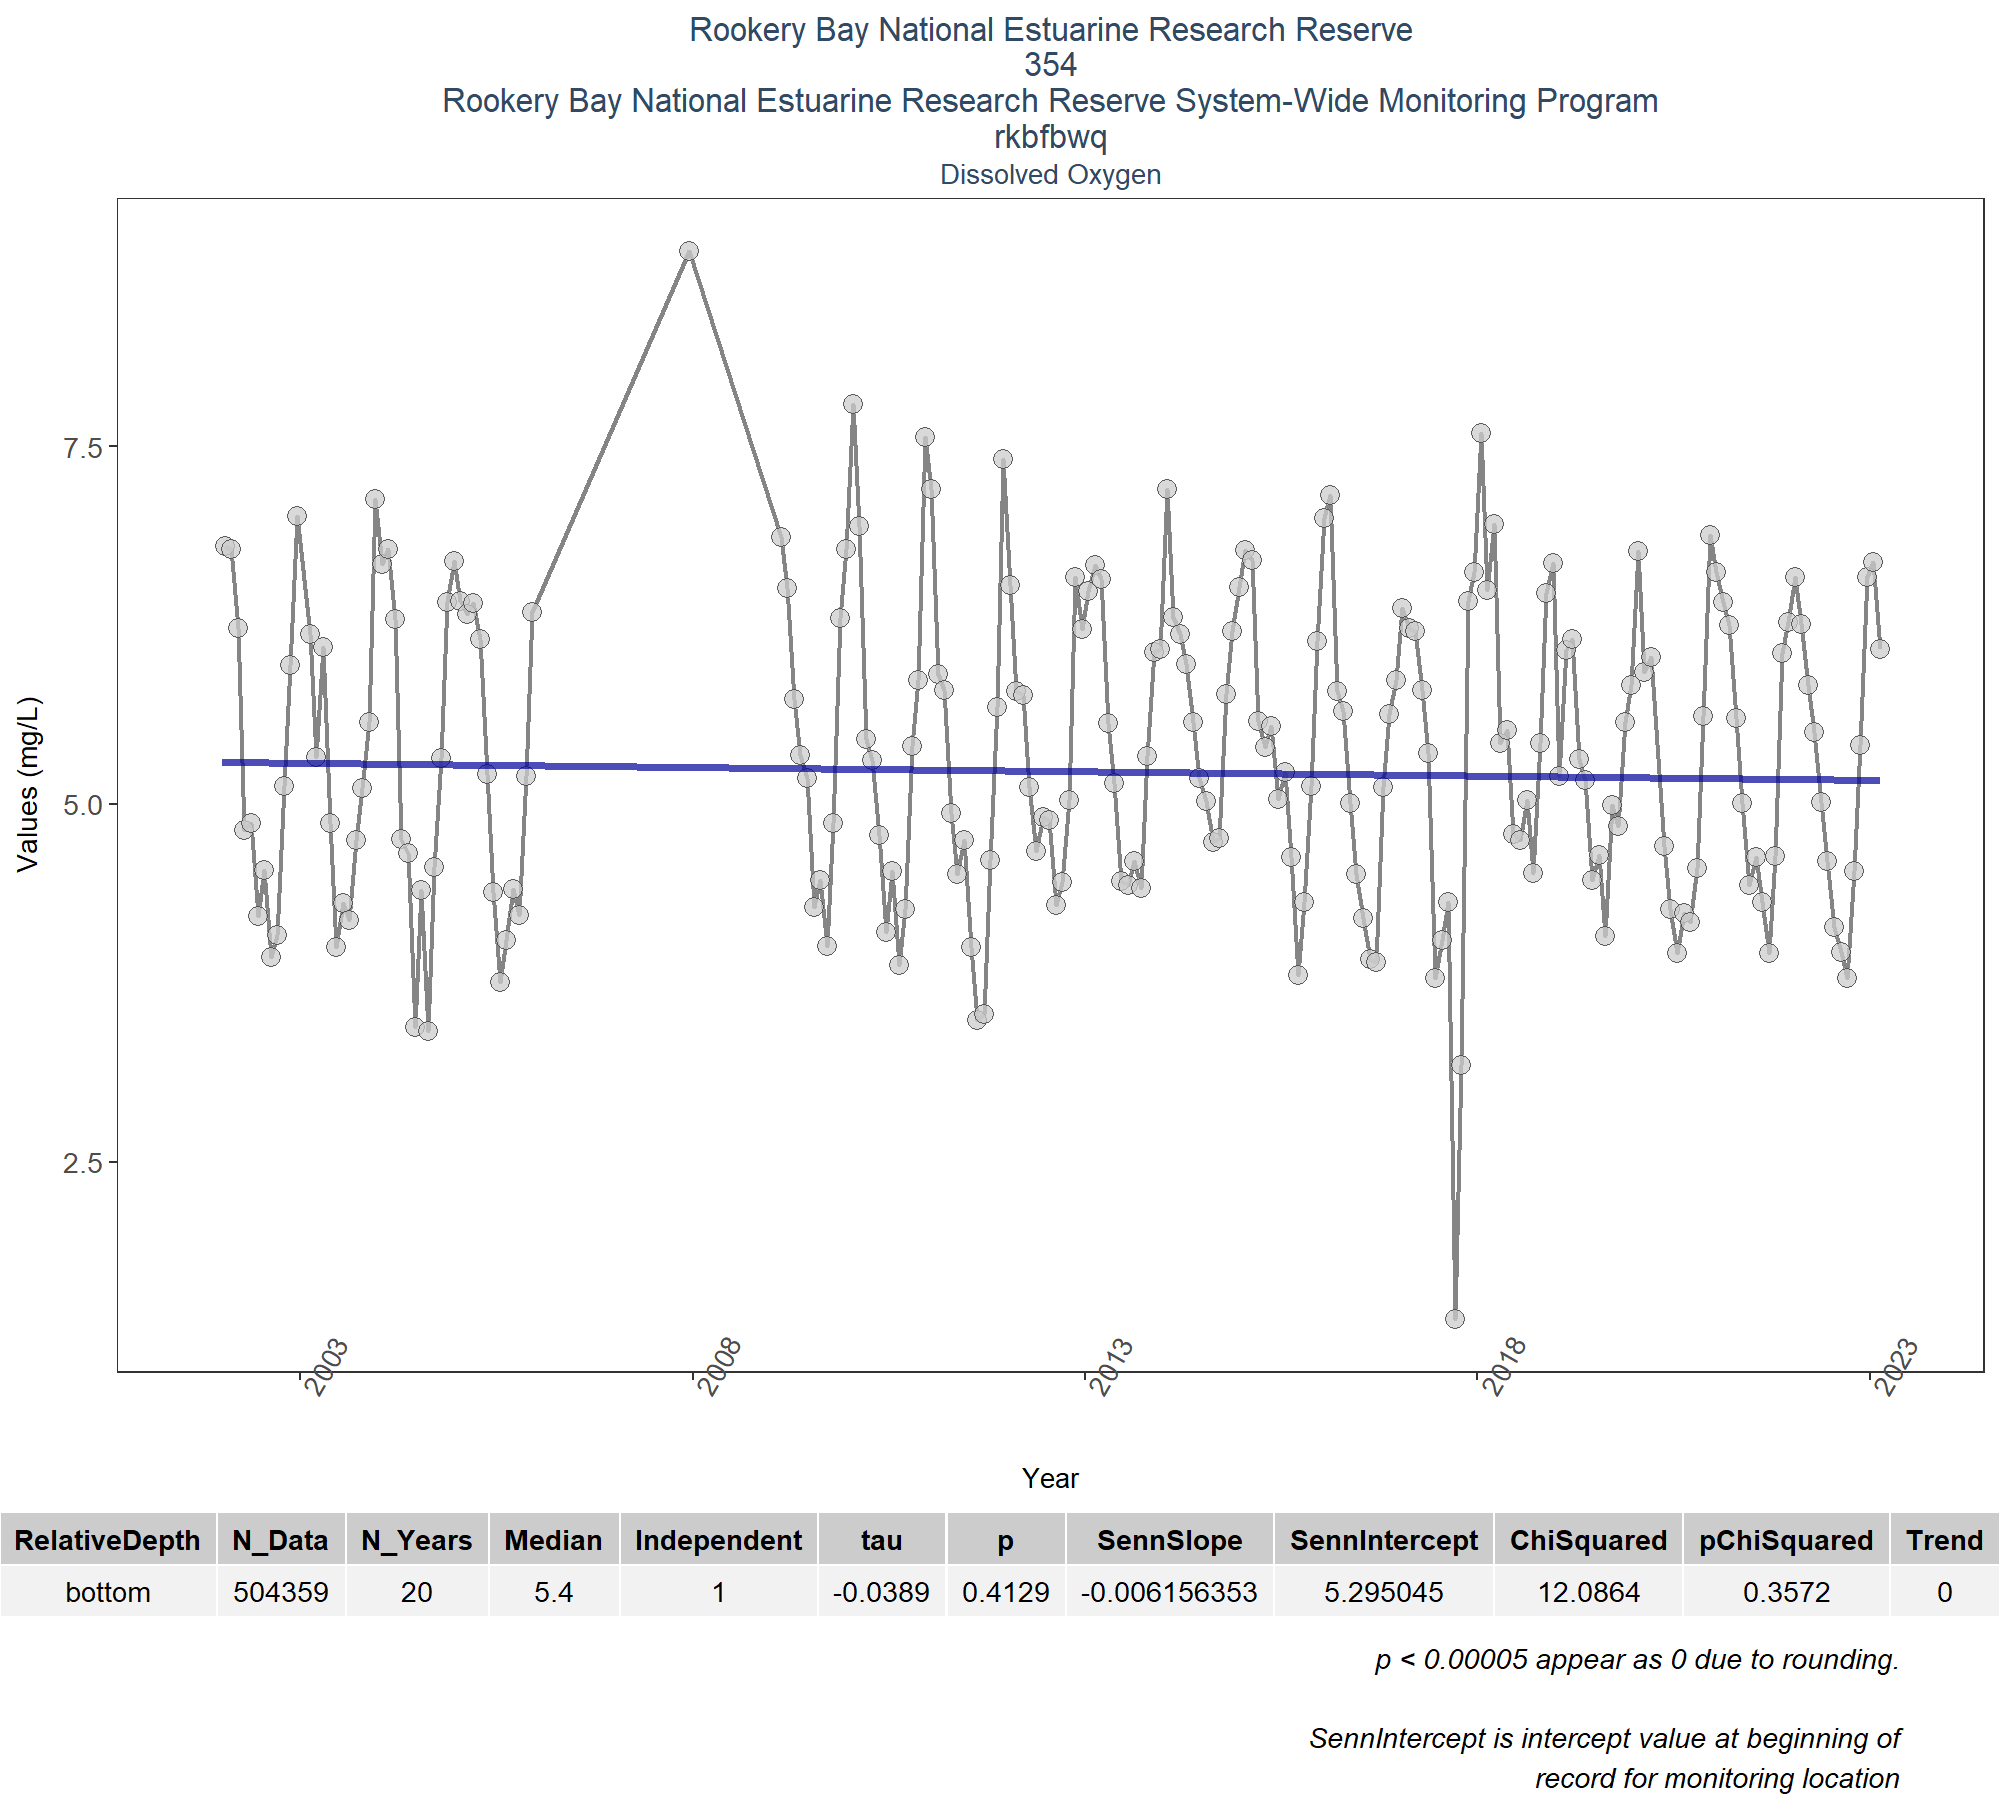 Rookery Bay National Estuarine Research Reserve
354
Rookery Bay National Estuarine Research Reserve System-Wide Monitoring Program
rkbfbwq
Dissolved Oxygen
Values (mg/L)
7.5
5.0
2.5
2003 2008 2013 2018 2023
Year
RelativeDepth N_Data N_Years Median Independent tau p SennSlope SennIntercept ChiSquared pChiSquared Trend
bottom 504359 20 5.4 1 -0.0389 0.4129 -0.006156353 5.295045 12.0864 0.3572 0
p < 0.00005 appear as 0 due to rounding.
SennIntercept is intercept value at beginning of
record for monitoring location